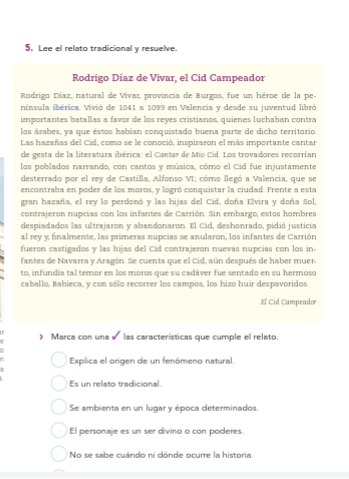 5. Lee el relato tradicional y resuelve.
Rodrigo Díaz de Vivar, el Cid Campeador
Rodrigo Díaz, natural de Vivar, provincia de Burgos, fue un héroe de la pe-
nínsula ibérica. Vivió de 1041 a 1099 en Valencia y desde su juventud libró
importantes batallas a favor de los reyes cristianos, quienes luchaban contra
los árabes, ya que éstos habían conquistado buena parte de dicho territorio.
Las hazañas del Cid, como se le conoció, inspiraron el más importante cantar
de gesta de la literatura ibérica: el Cantar de Mio Cid. Los trovadores recorrían
los poblados narrando, con cantos y música, cómo el Cid fue injustamente
desterrado por el rey de Castilla, Alfonso VI; cómo llegó a Valencia, que se
encontraba en poder de los moros, y logró conquistar la ciudad. Frente a esta
gran hazaña, el rey lo perdonó y las hijas del Cid, doña Elvira y doña Sol,
contrajeron nupcias con los infantes de Carrión. Sin embargo, estos hombres
despiadados las ultrajaron y abandonaron. El Cid, deshonrado, pidió justicia
al rey y, finalmente, las primeras nupcias se anularon, los infantes de Carrión
fueron castigados y las hijas del Cid contrajeron nuevas nupcias con los in-
fantes de Navarra y Aragón. Se cuenta que el Cid, aún después de haber muer-
to, infundía tal temor en los moros que su cadáver fue sentado en su hermoso
caballo, Babieca, y con sólo recorrer los campos, los hizo huir despavoridos.
El Cid Campeador
› Marca con una ✓ las características que cumple el relato.
Explica el origen de un fenómeno natural.
Es un relato tradicional.
Se ambienta en un lugar y época determinados.
El personaje es un ser divino o con poderes.
No se sabe cuándo ni dónde ocurre la historia.